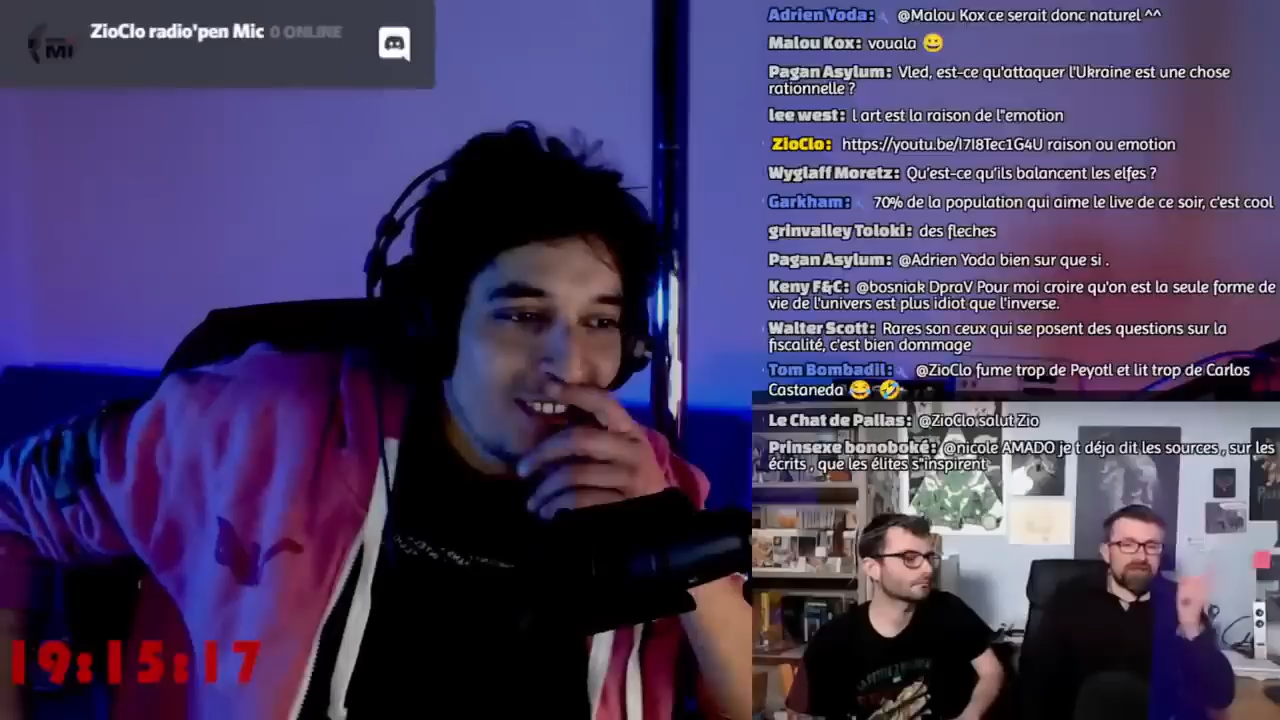 ZioClo radio'pen Mic 0 ONLINE
MI
Adrien Yoda: @Malou Kox ce serait donc naturel ^^
Malou Kox: vouala 😀
Pagan Asylum: Vled, est-ce qu'attaquer l'Ukraine est une chose
rationnelle ?
lee west: l art est la raison de l"emotion
ZioClo: https://youtu.be/I7I8Tec1G4U raison ou emotion
Wyglaff Moretz: Qu'est-ce qu'ils balancent les elfes ?
Garkham: 70% de la population qui aime le live de ce soir, c'est cool
grinvalley Toloki: des fleches
Pagan Asylum: @Adrien Yoda bien sur que si .
Keny F&C: @bosniak DpraV Pour moi croire qu'on est la seule forme de
vie de l'univers est plus idiot que l'inverse.
Walter Scott: Rares son ceux qui se posent des questions sur la
fiscalité, c'est bien dommage
Tom Bombadil: @ZioClo fume trop de Peyotl et lit trop de Carlos
Castaneda 😂 🤣
Le Chat de Pallas: @ZioClo salut Zio
Prinsexe bonoboké: @nicole AMADO je t déja dit les sources , sur les
écrits , que les élites s"inspirent
19:15:17